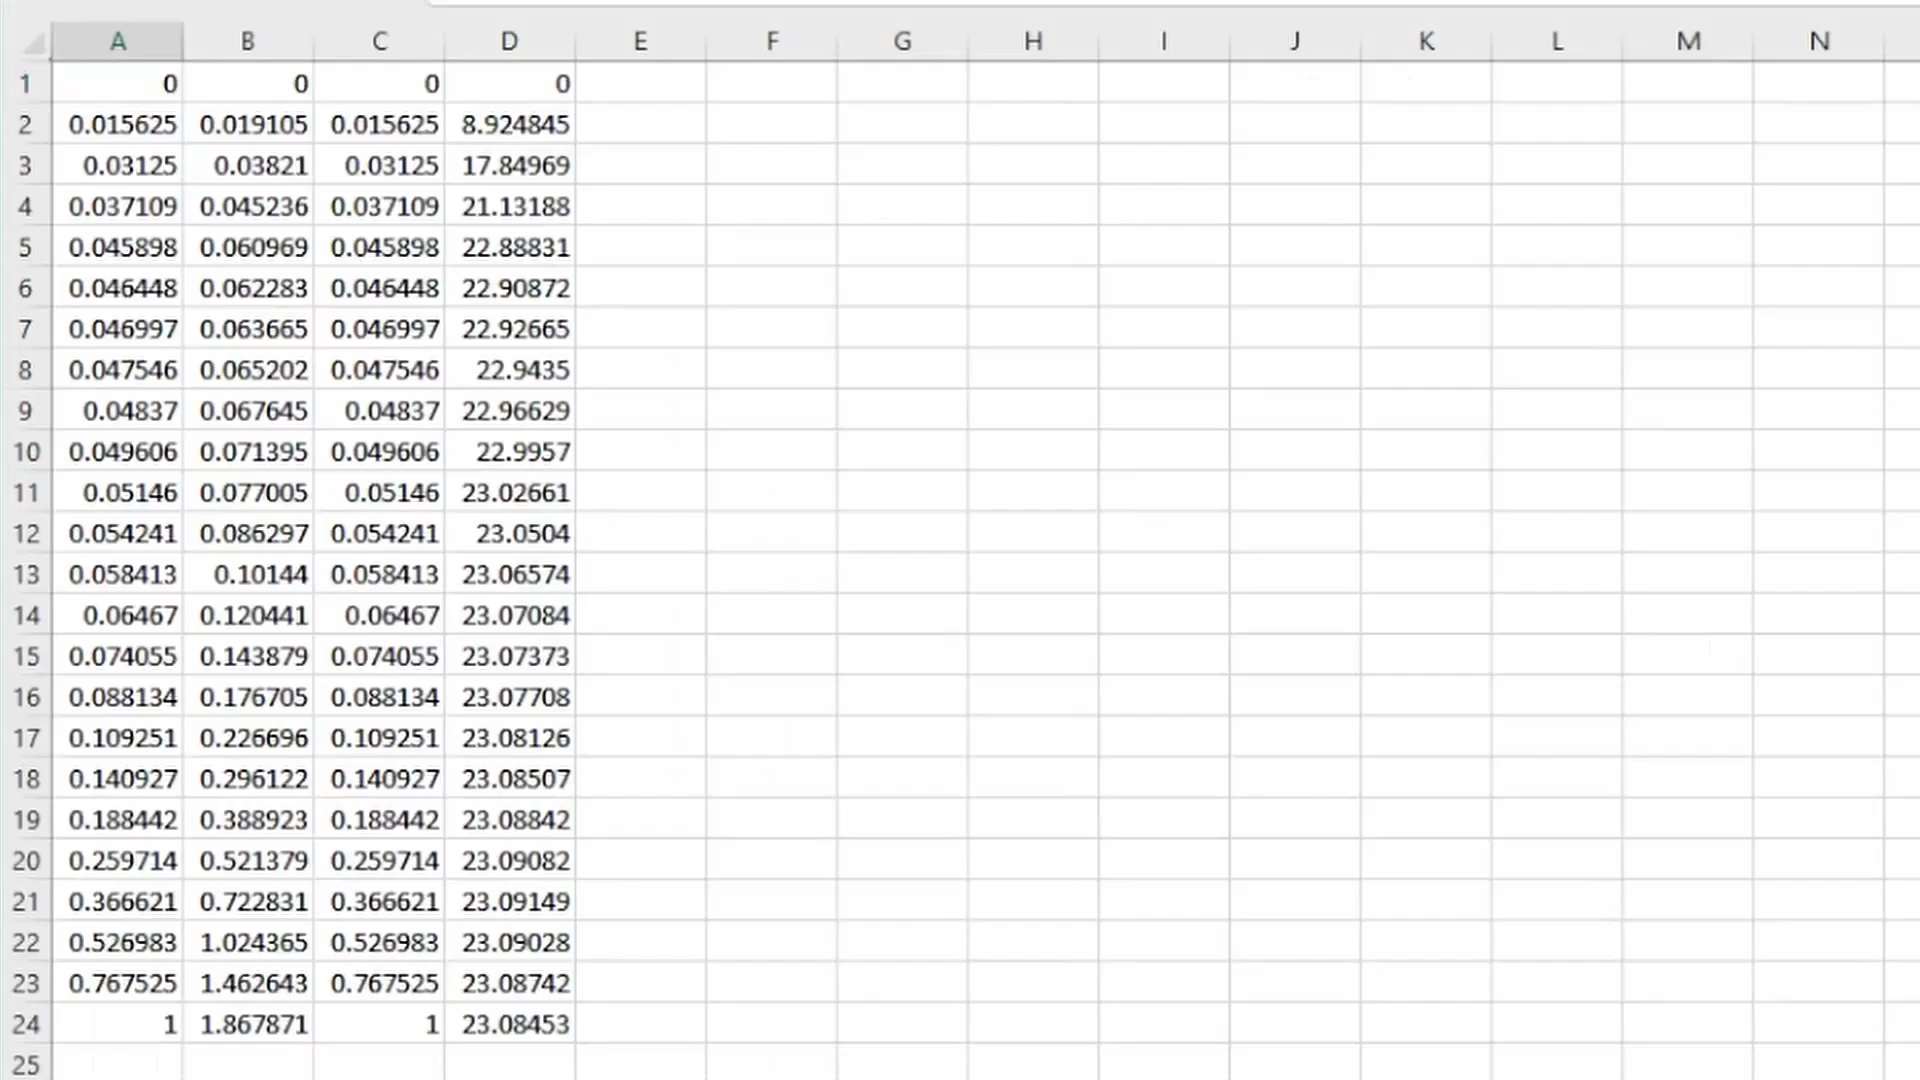 A B C D E F G H I J K L M N
1 0 0 0 0
2 0.015625 0.019105 0.015625 8.924845
3 0.03125 0.03821 0.03125 17.84969
4 0.037109 0.045236 0.037109 21.13188
5 0.045898 0.060969 0.045898 22.88831
6 0.046448 0.062283 0.046448 22.90872
7 0.046997 0.063665 0.046997 22.92665
8 0.047546 0.065202 0.047546 22.9435
9 0.04837 0.067645 0.04837 22.96629
10 0.049606 0.071395 0.049606 22.9957
11 0.05146 0.077005 0.05146 23.02661
12 0.054241 0.086297 0.054241 23.0504
13 0.058413 0.10144 0.058413 23.06574
14 0.06467 0.120441 0.06467 23.07084
15 0.074055 0.143879 0.074055 23.07373
16 0.088134 0.176705 0.088134 23.07708
17 0.109251 0.226696 0.109251 23.08126
18 0.140927 0.296122 0.140927 23.08507
19 0.188442 0.388923 0.188442 23.08842
20 0.259714 0.521379 0.259714 23.09082
21 0.366621 0.722831 0.366621 23.09149
22 0.526983 1.024365 0.526983 23.09028
23 0.767525 1.462643 0.767525 23.08742
24 1 1.867871 1 23.08453
25